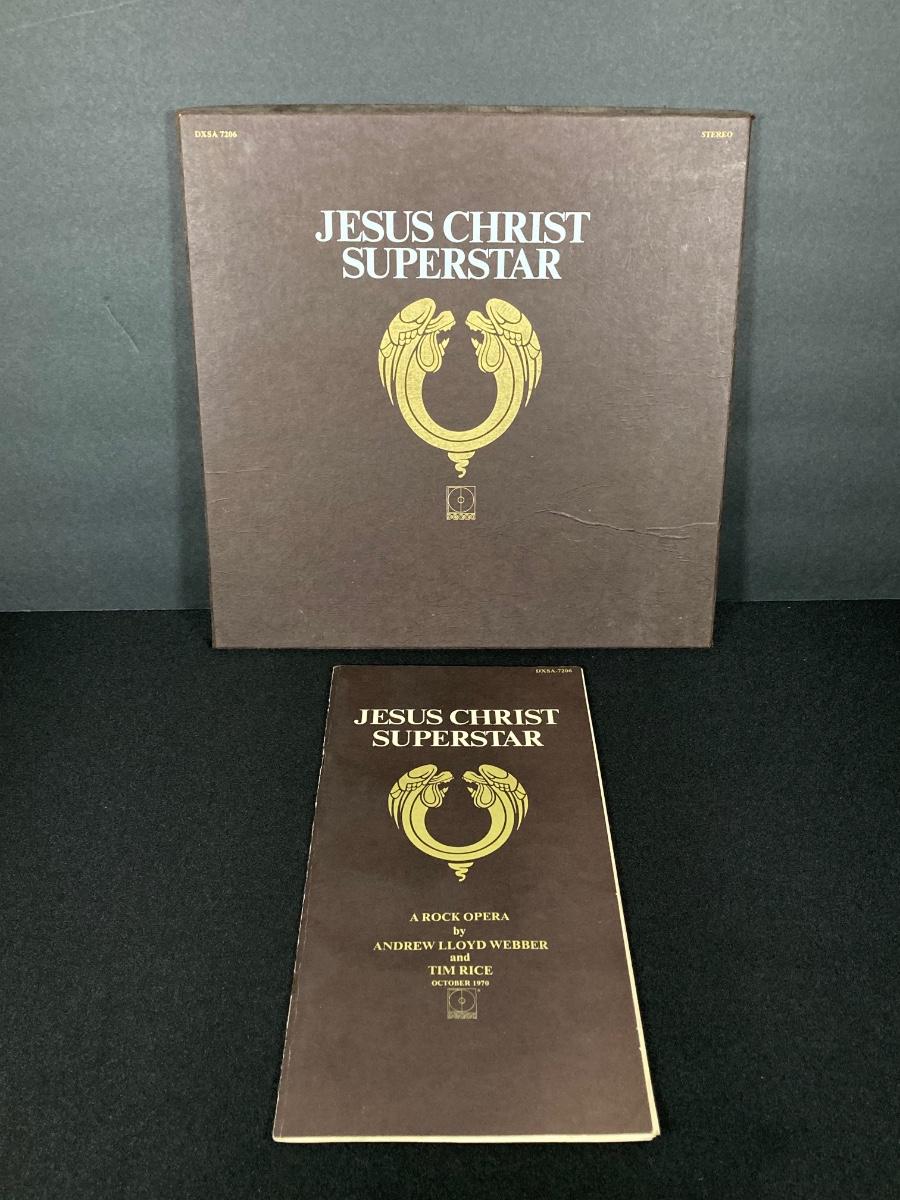 DXSA 7206
STEREO
JESUS CHRIST
SUPERSTAR
DXSA-7206
JESUS CHRIST
SUPERSTAR
A ROCK OPERA
by
ANDREW LLOYD WEBBER
and
TIM RICE
OCTOBER 1970